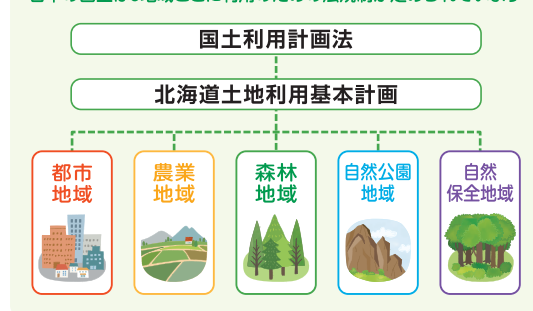 国土利用計画法
北海道土地利用基本計画
都市
地域
農業
地域
森林
地域
自然公園
地域
自然
保全地域